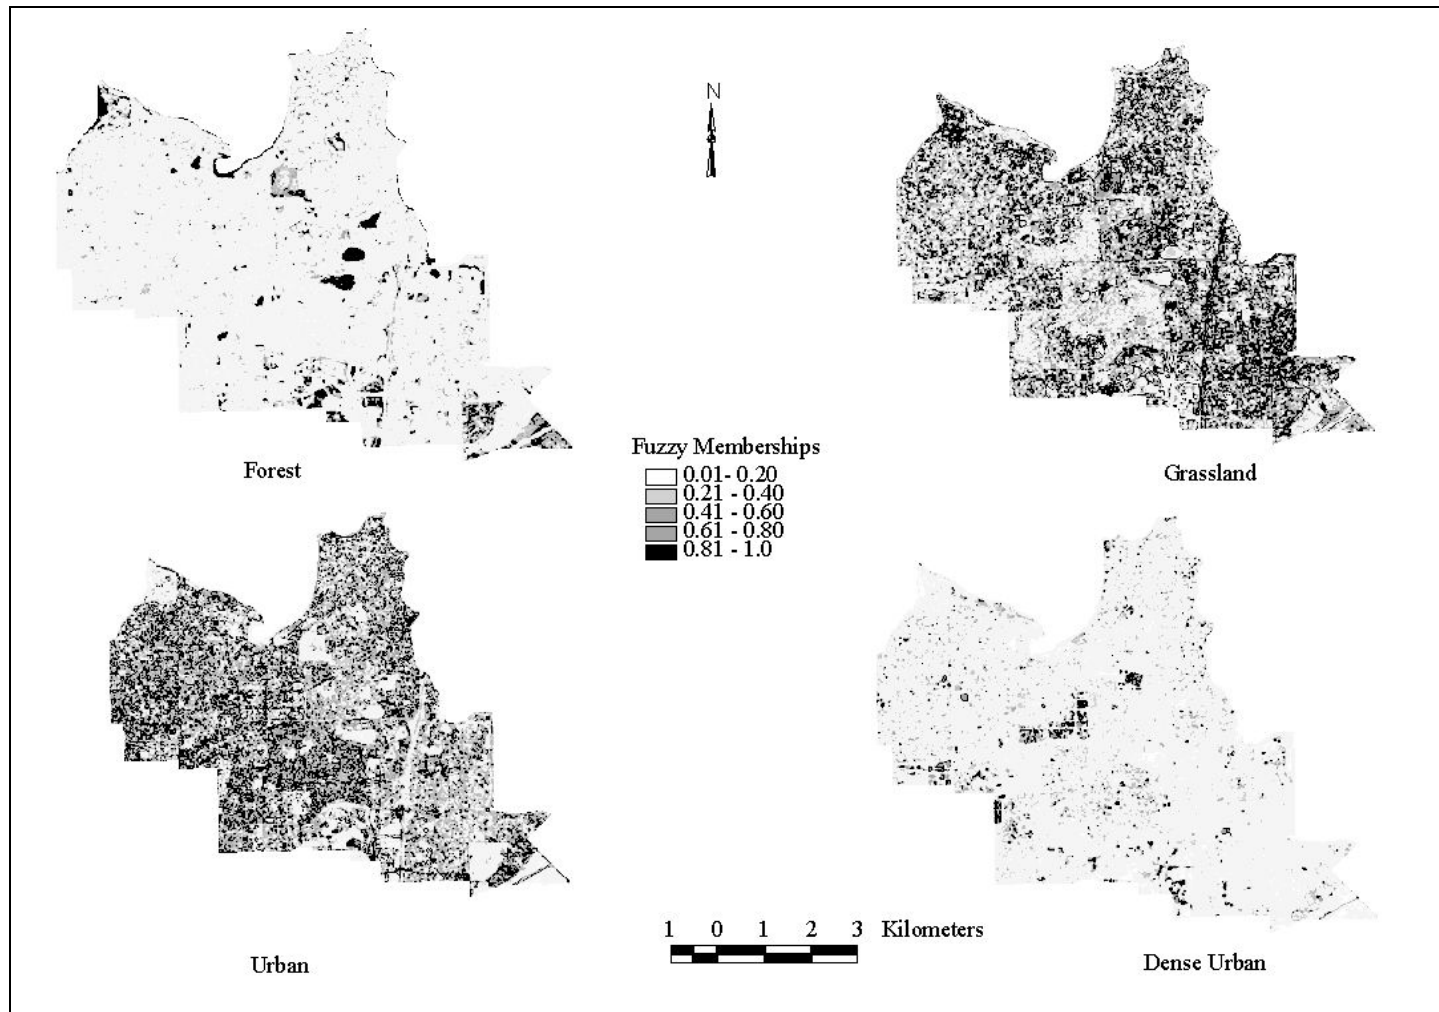 N
Forest
Grassland
Fuzzy Memberships
0.01- 0.20
0.21 - 0.40
0.41 - 0.60
0.61 - 0.80
0.81 - 1.0
1 0 1 2 3 Kilometers
Urban
Dense Urban